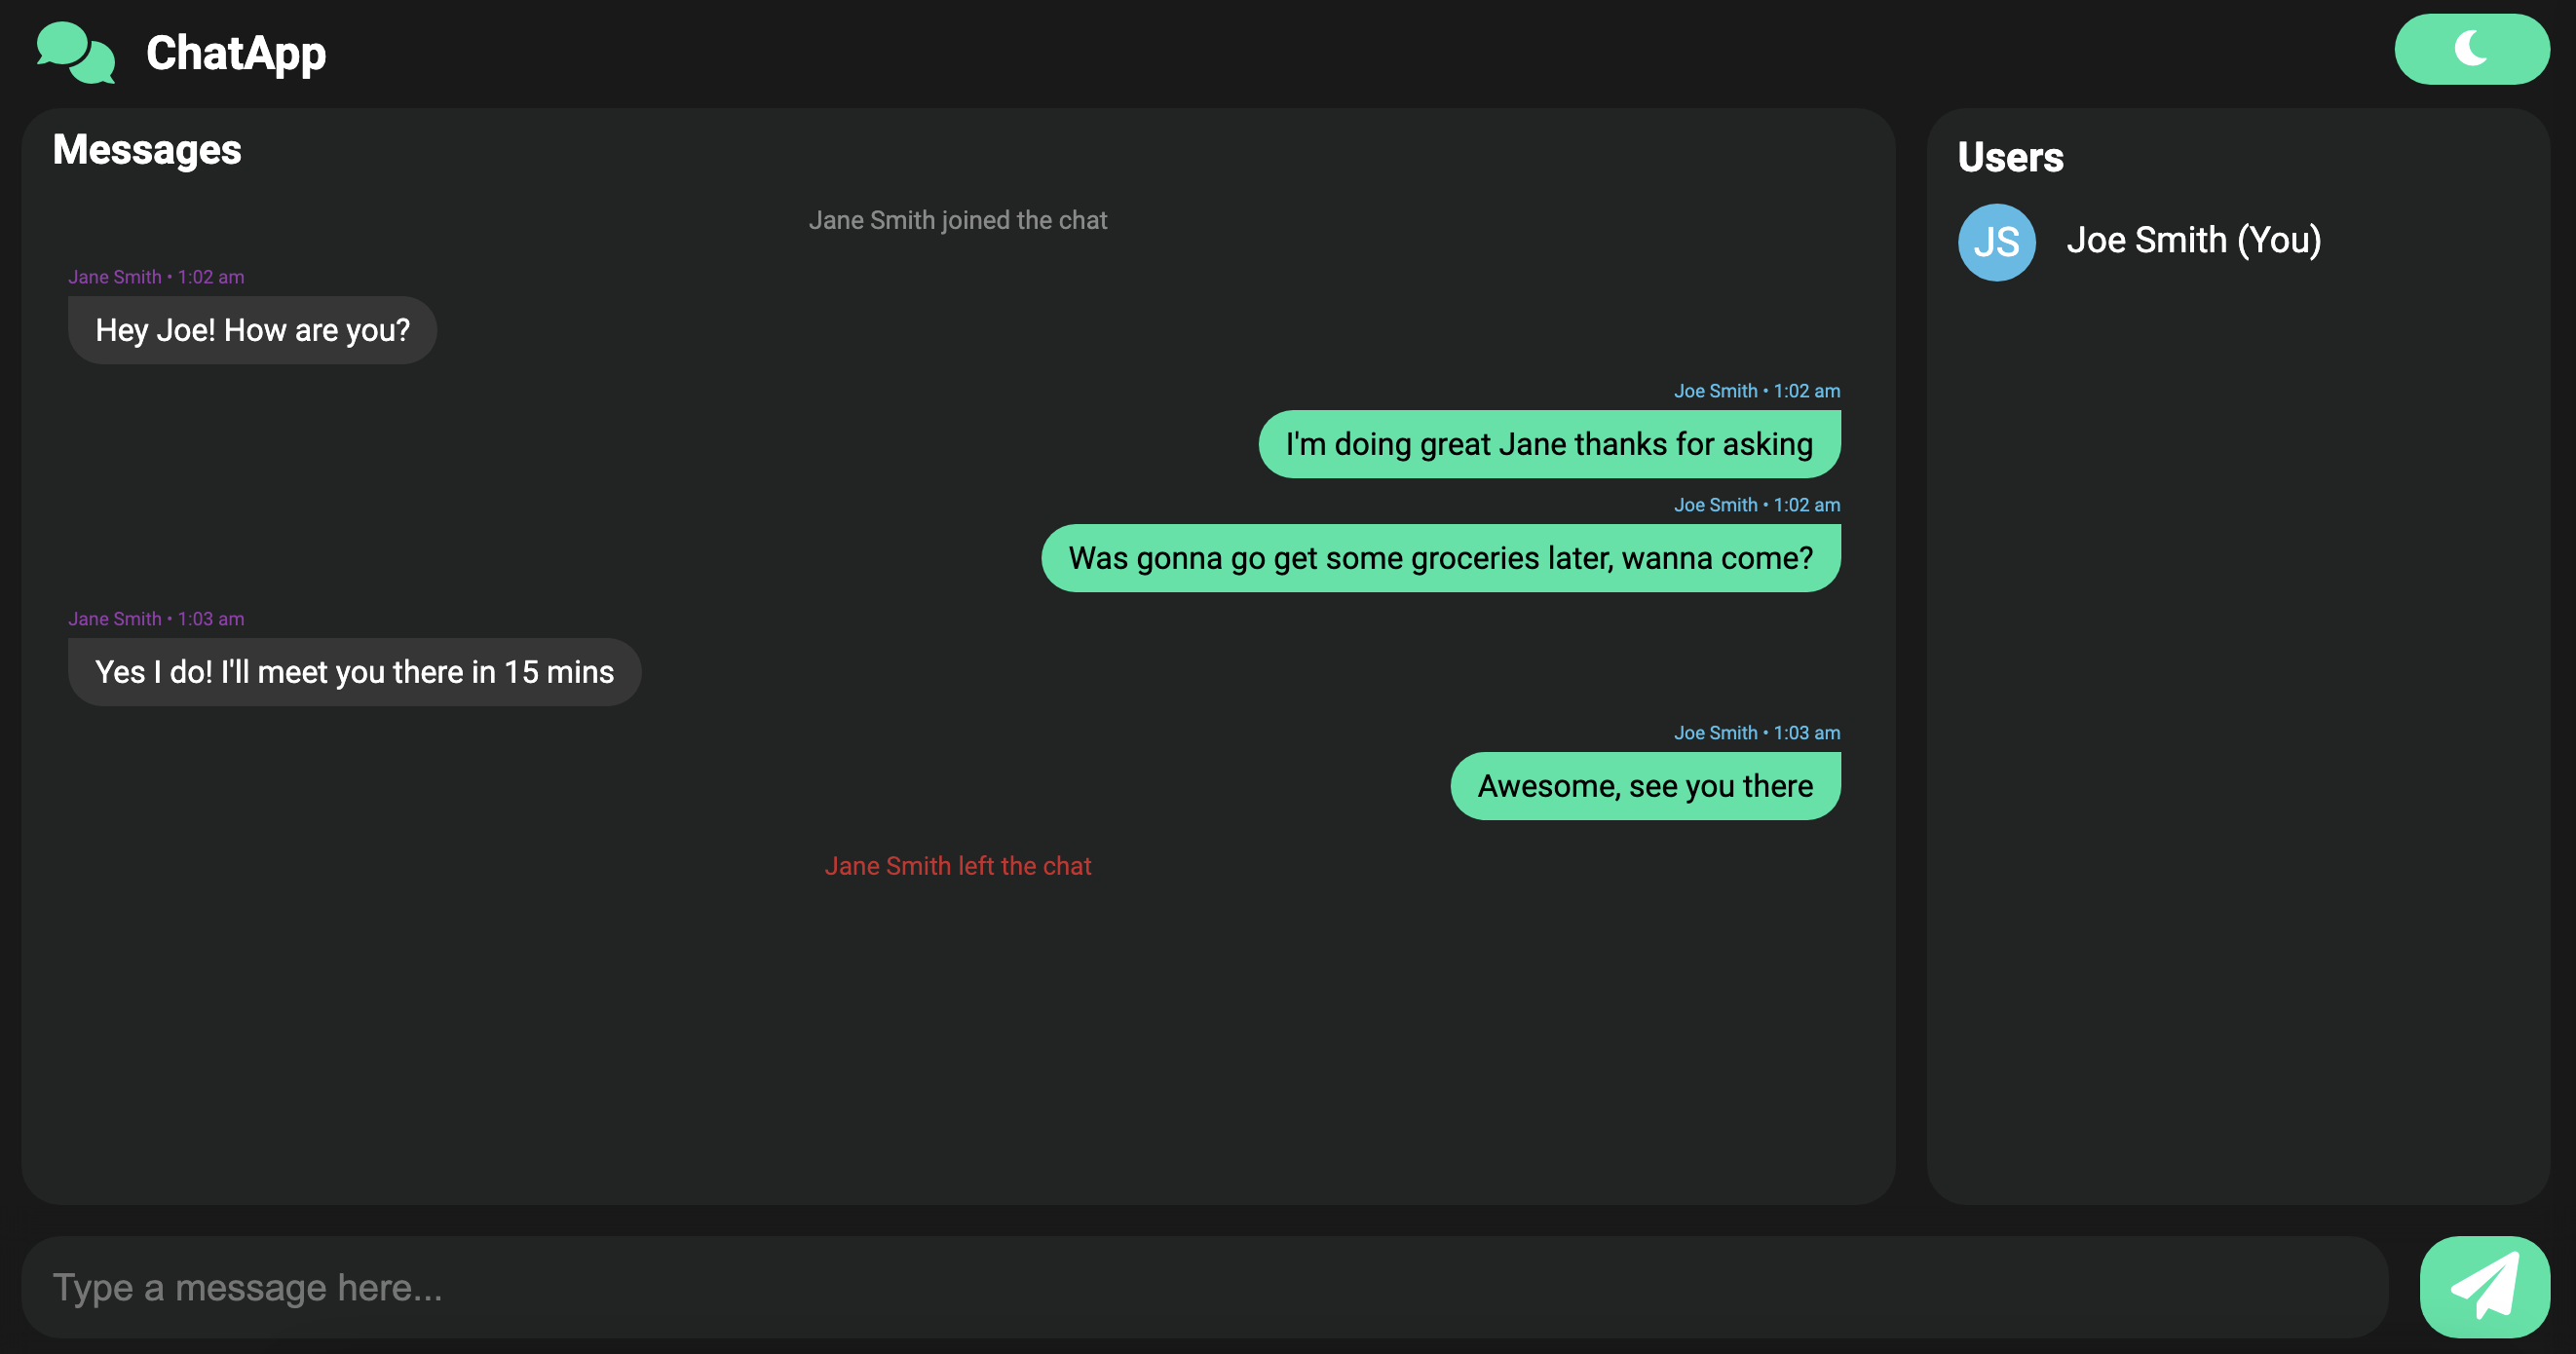 ChatApp
Messages
Jane Smith joined the chat
Jane Smith • 1:02 am
Hey Joe! How are you?
Joe Smith • 1:02 am
I'm doing great Jane thanks for asking
Joe Smith • 1:02 am
Was gonna go get some groceries later, wanna come?
Jane Smith • 1:03 am
Yes I do! I'll meet you there in 15 mins
Joe Smith • 1:03 am
Awesome, see you there
Jane Smith left the chat
Users
JS
Joe Smith (You)
Type a message here...